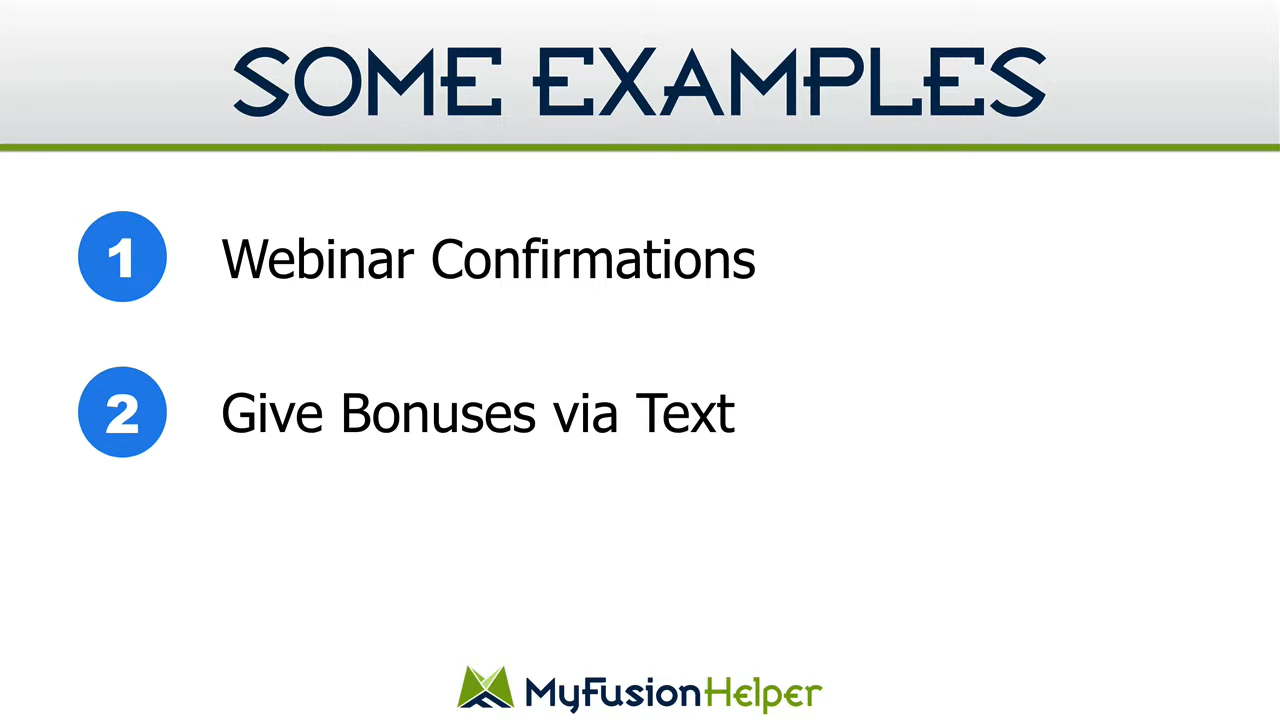 SOME EXAMPLES
1 Webinar Confirmations
2 Give Bonuses via Text
MyFusionHelper